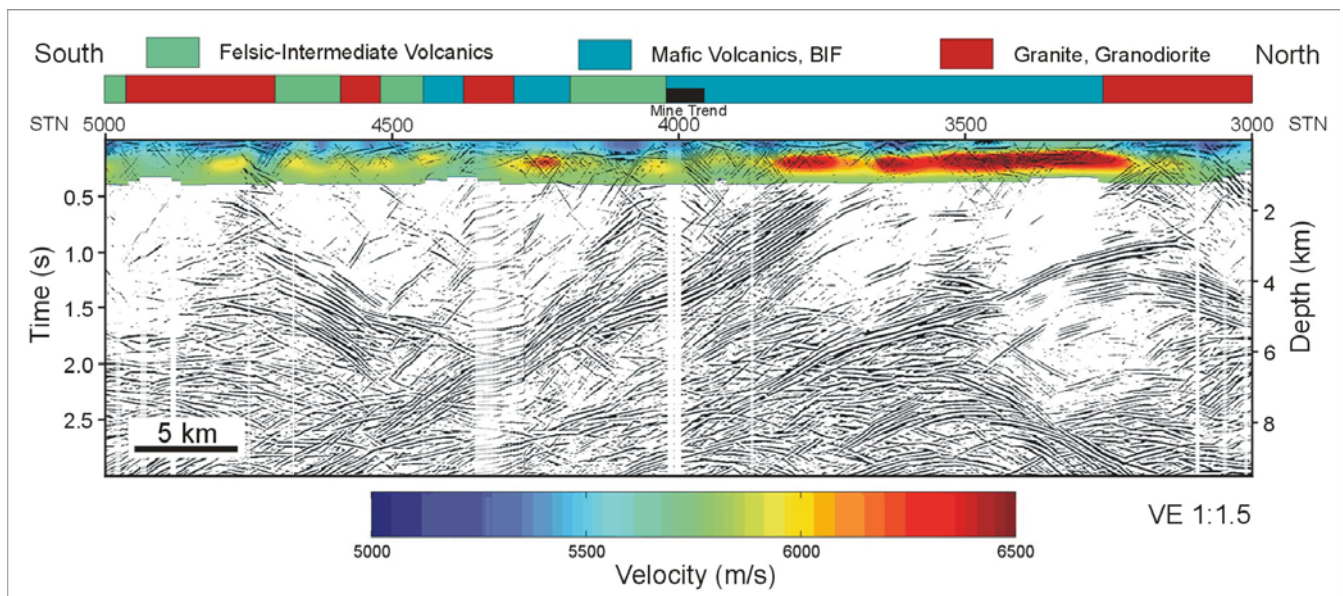 South Felsic-Intermediate Volcanics Mafic Volcanics, BIF Granite, Granodiorite North
Mine Trend
STN 5000 4500 4000 3500 3000 STN
0.5
1.0
1.5
2.0
2.5
Time (s)
2
4
6
8
Depth (km)
5 km
5000 5500 6000 6500
Velocity (m/s)
VE 1:1.5